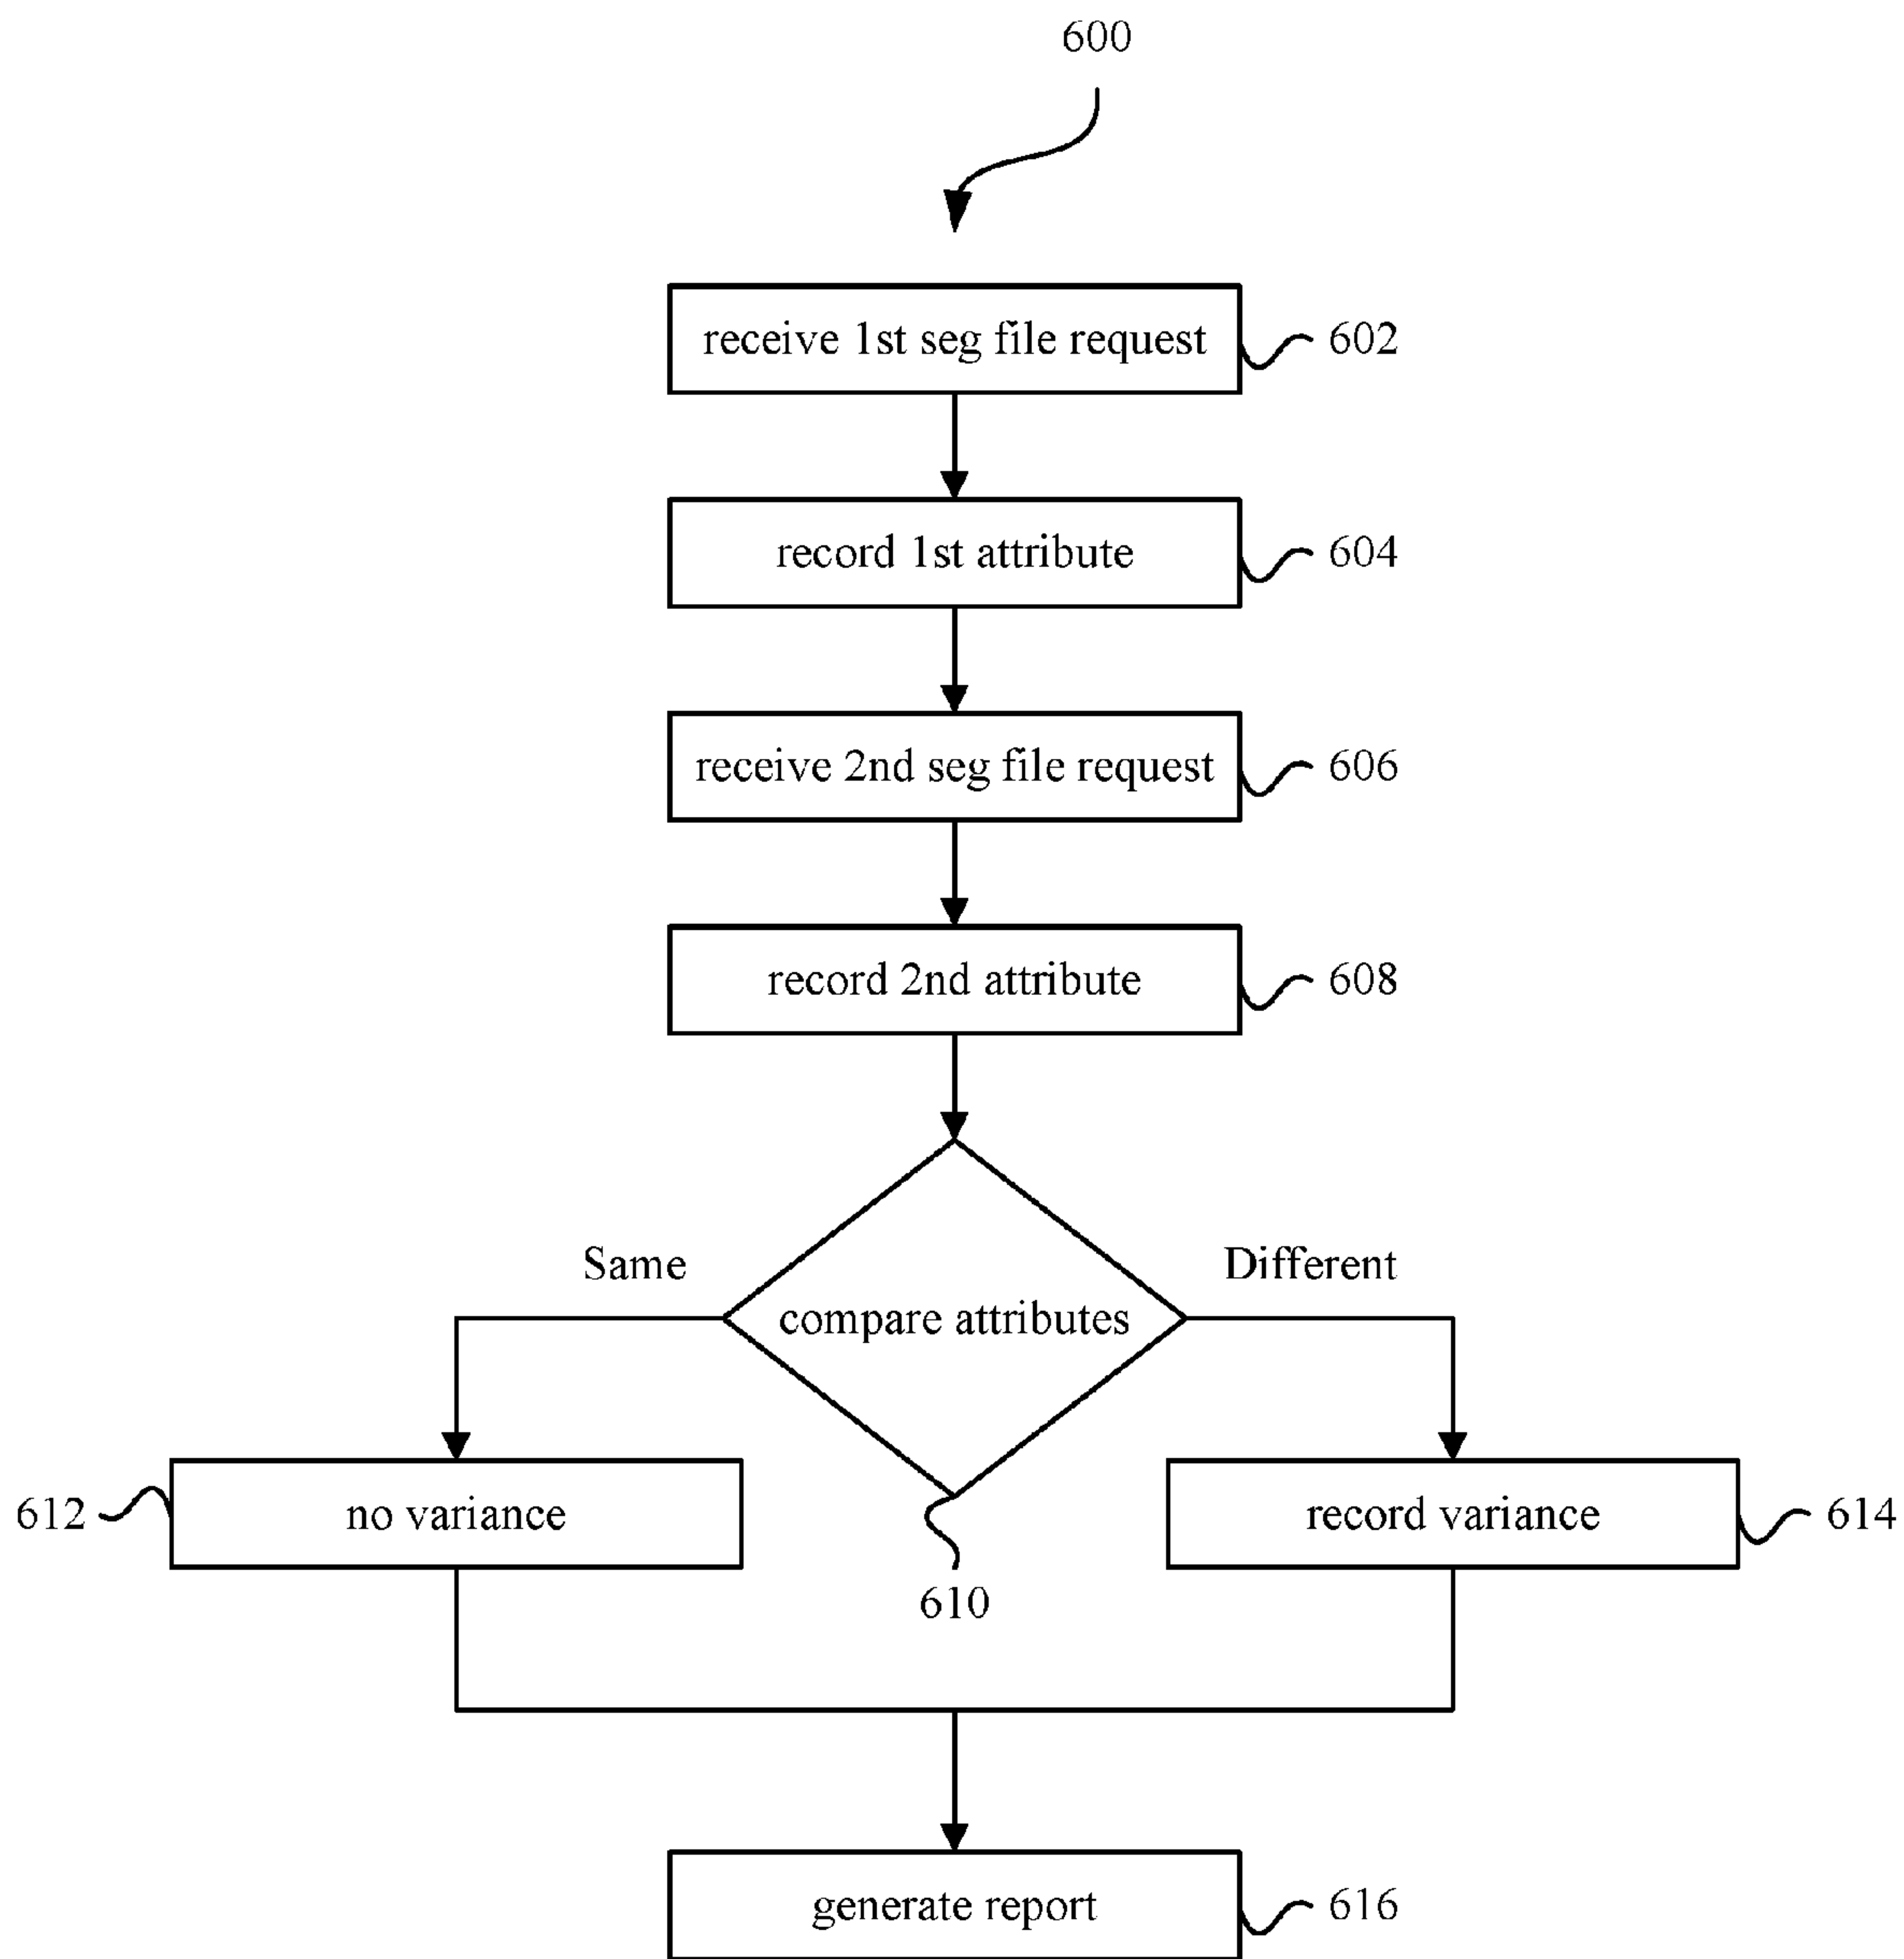 600
receive 1st seg file request
602
record 1st attribute
604
receive 2nd seg file request
606
record 2nd attribute
608
Same
Different
compare attributes
612
no variance
record variance
614
610
generate report
616